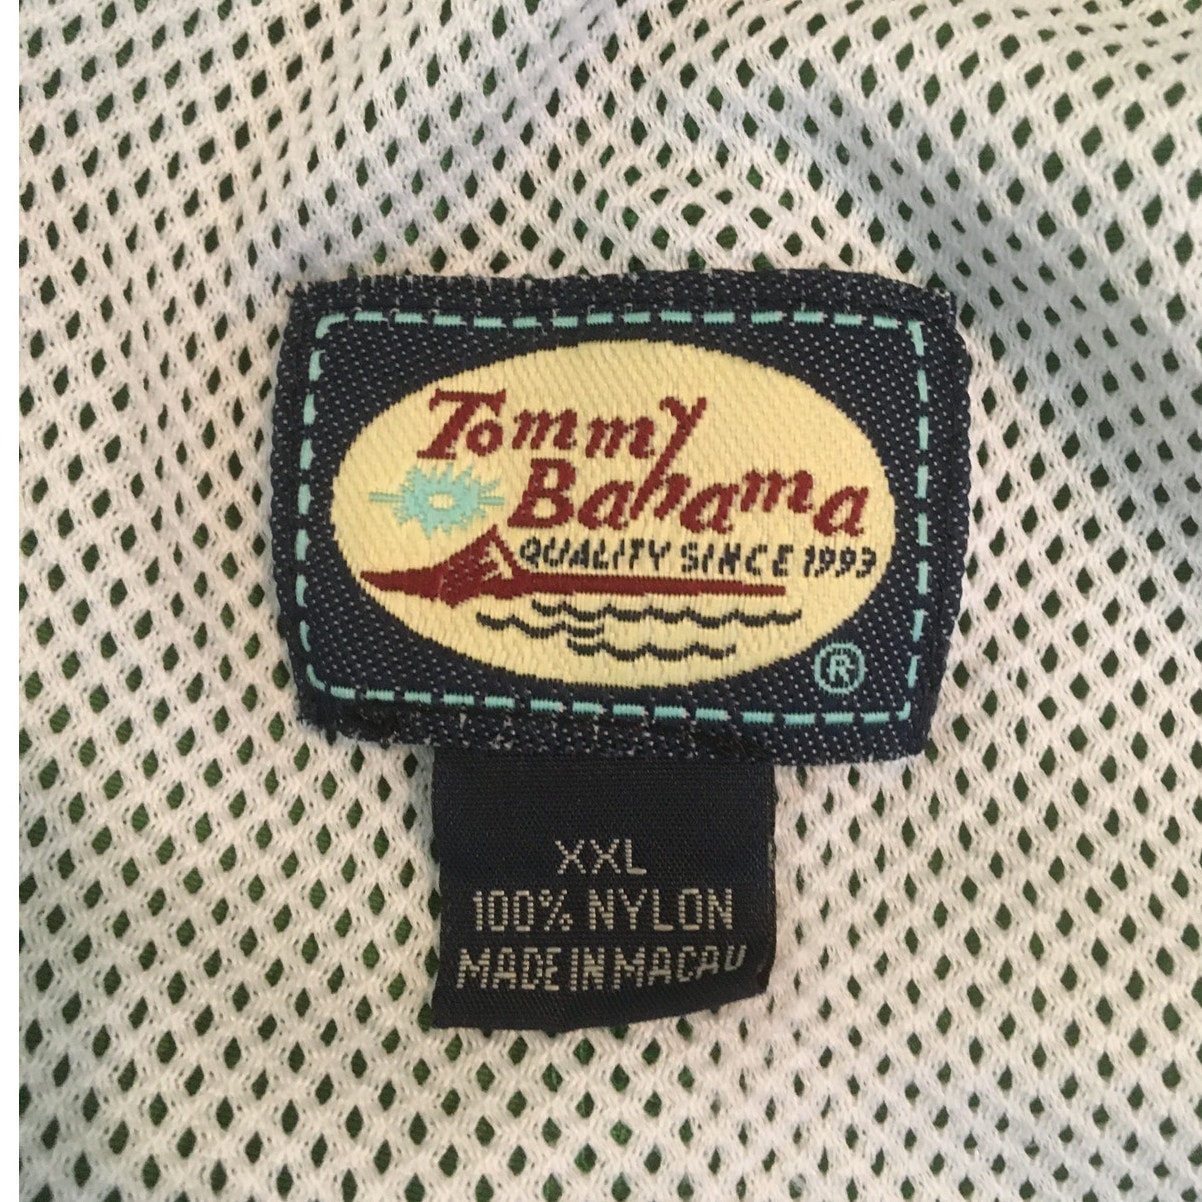 Tommy
Bahama
QUALITY SINCE 1993
®
XXL
100% NYLON
MADE IN MACAU